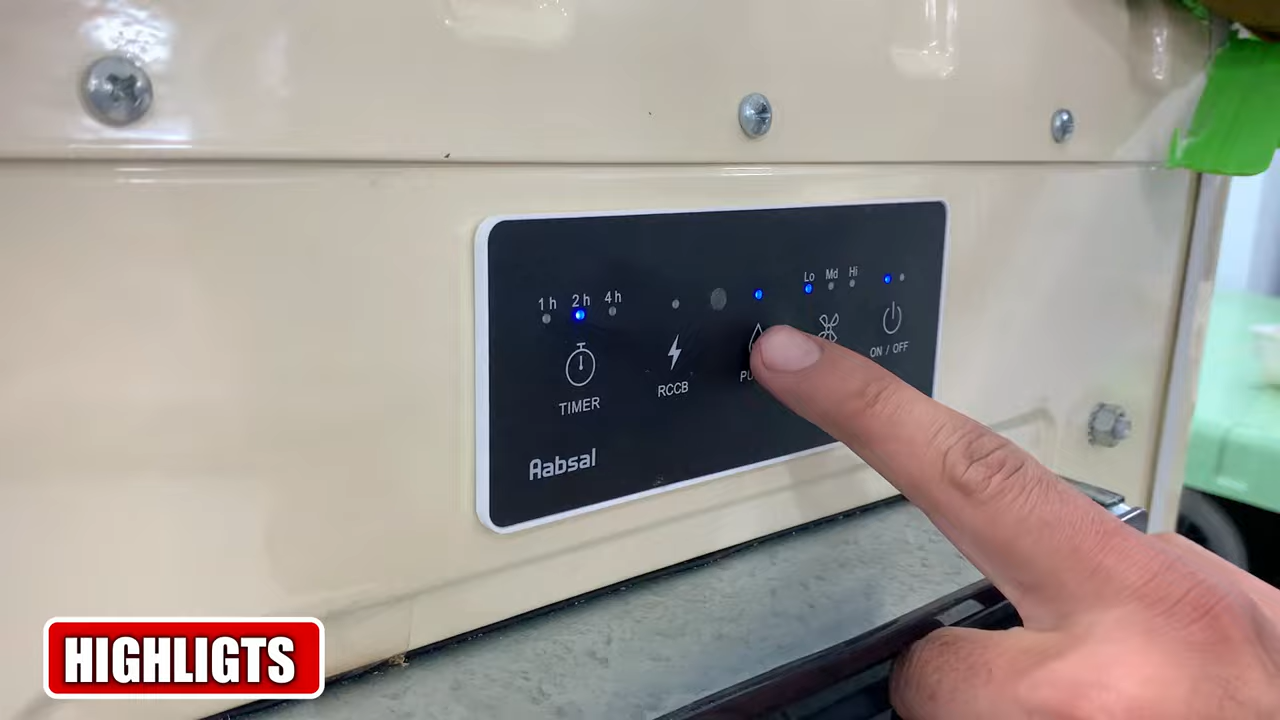 1 h 2 h 4 h
Lo Md Hi
TIMER
RCCB
ON / OFF
Aabsal
HIGHLIGTS